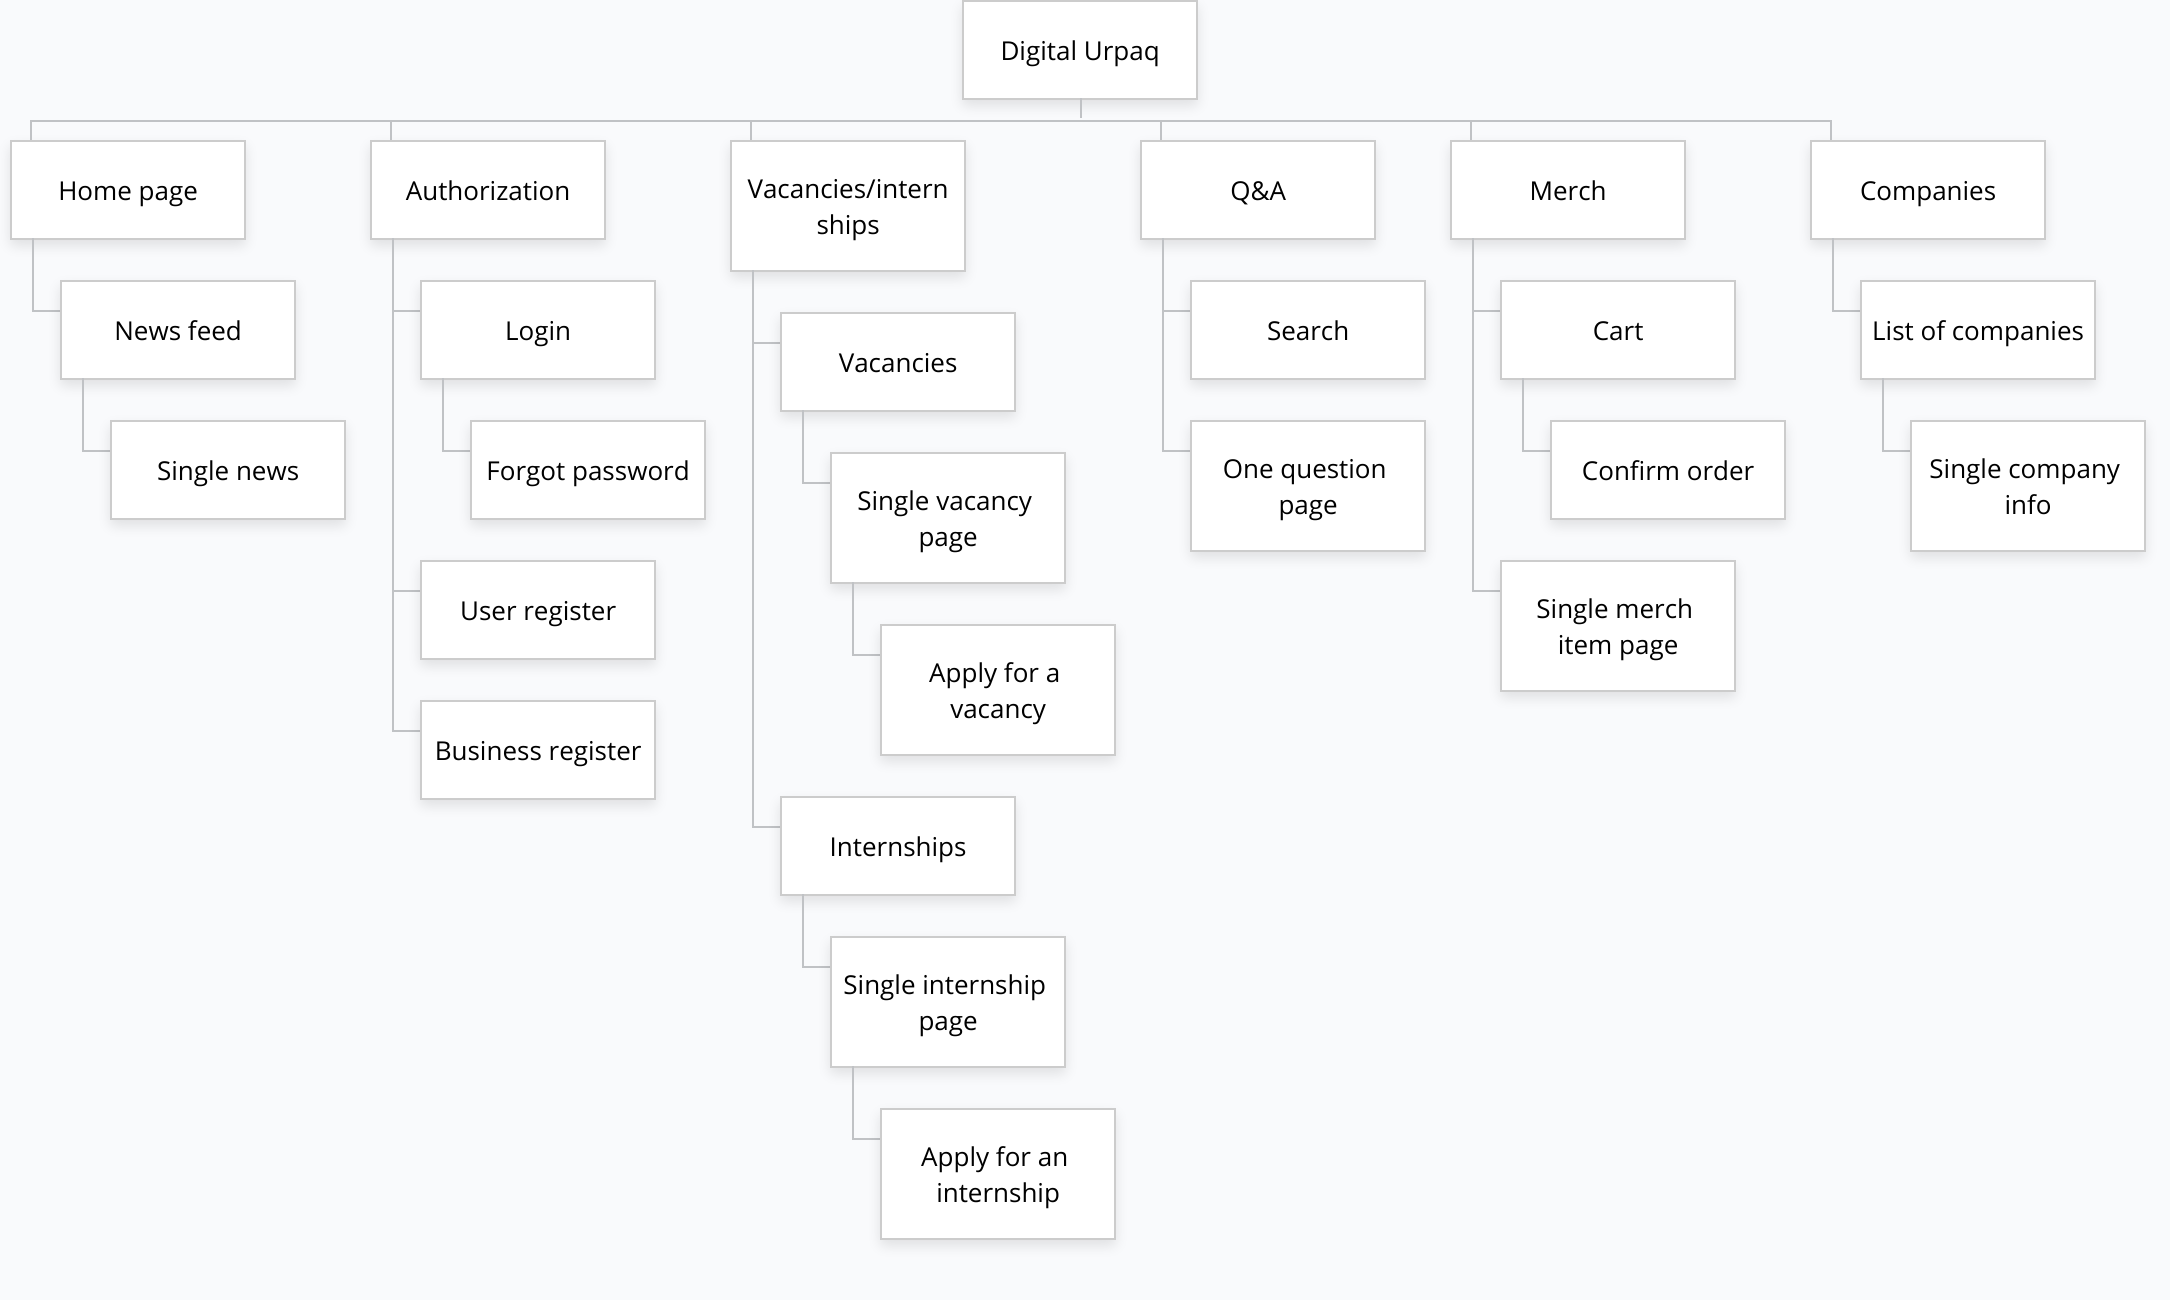 Digital Urpaq
Home page
News feed
Single news
Authorization
Login
Forgot password
User register
Business register
Vacancies/intern
ships
Vacancies
Single vacancy
page
Apply for a
vacancy
Internships
Single internship
page
Apply for an
internship
Q&A
Search
One question
page
Merch
Cart
Confirm order
Single merch
item page
Companies
List of companies
Single company
info